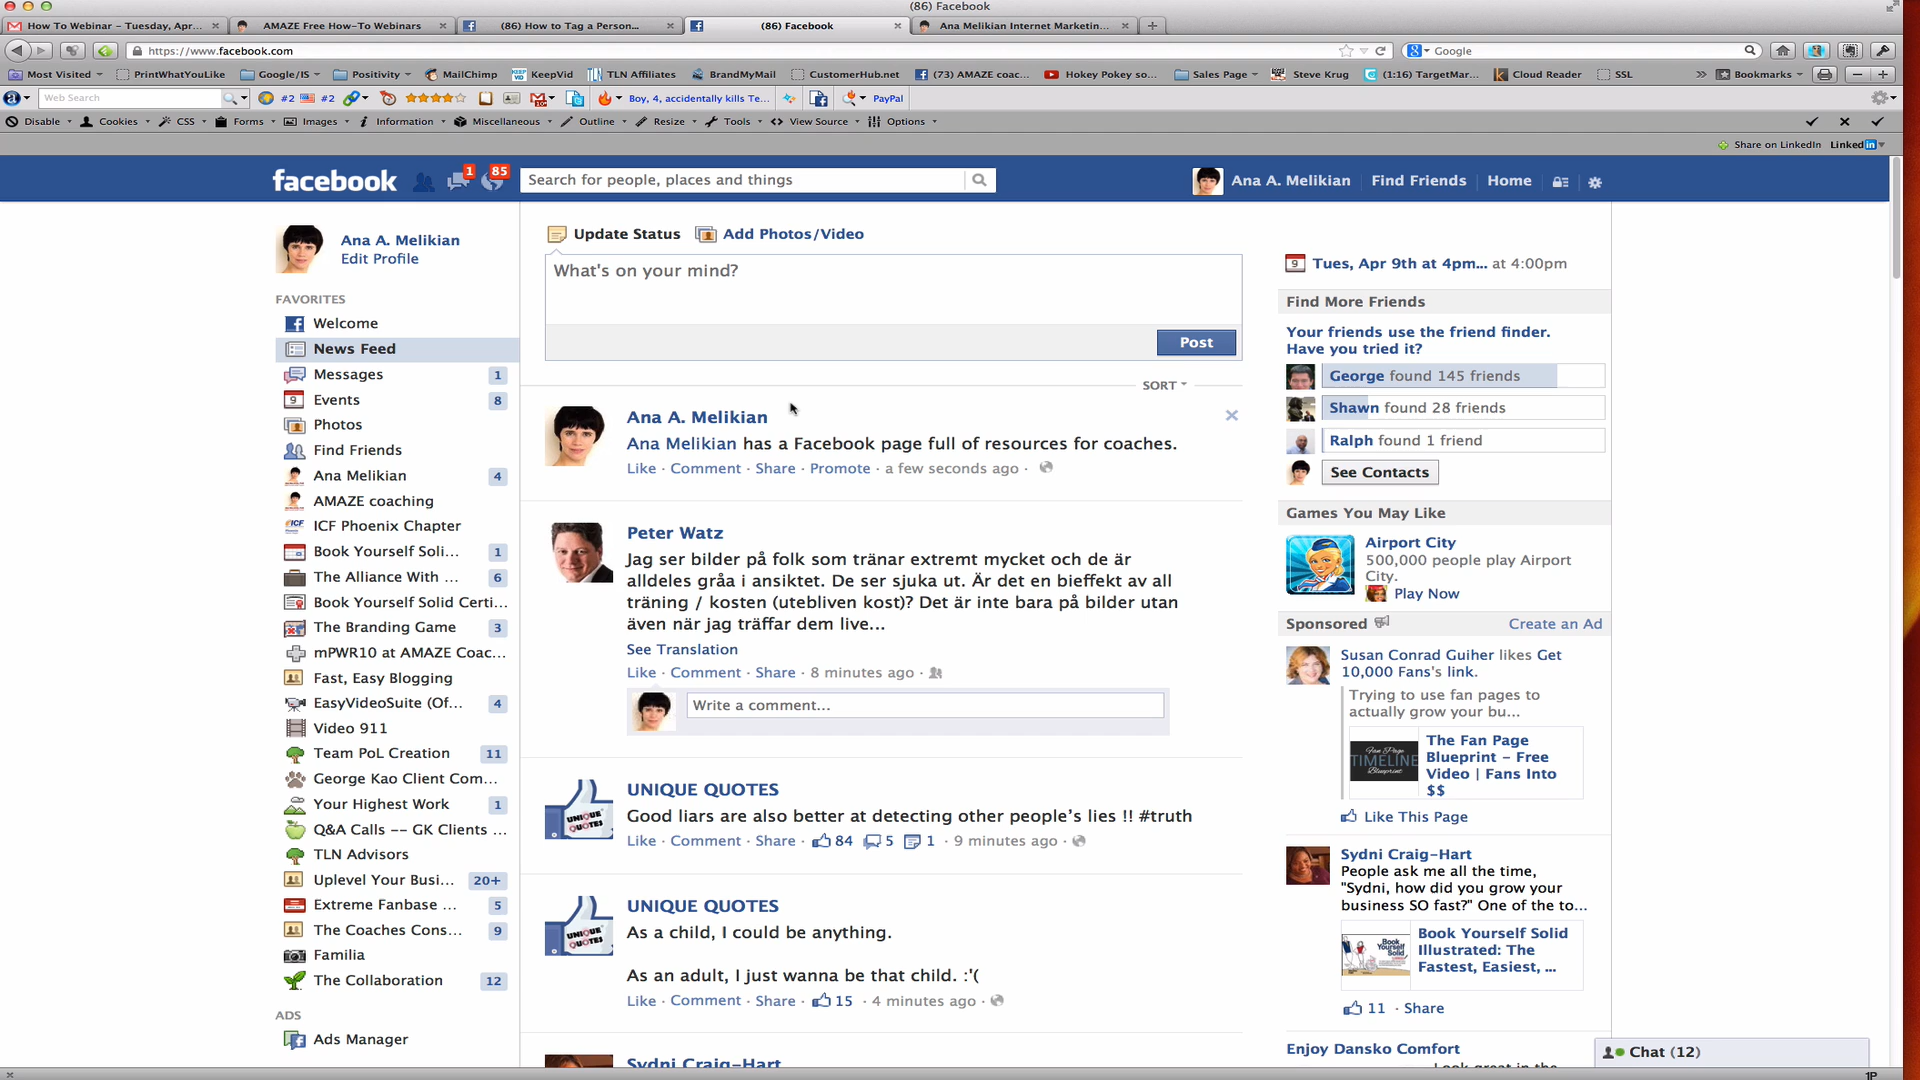 (86) Facebook
How To Webinar – Tuesday, Apr...
AMAZE Free How-To Webinars
(86) How to Tag a Person...
(86) Facebook
Ana Melikian Internet Marketin...
https://www.facebook.com
Google
Most Visited
PrintWhatYouLike
Google/IS
Positivity
MailChimp
KeepVid
TLN Affiliates
BrandMyMail
CustomerHub.net
(73) AMAZE coac...
Hokey Pokey so...
Sales Page
Steve Krug
(1:16) TargetMar...
Cloud Reader
SSL
Bookmarks
Web Search
#2
#2
Boy, 4, accidentally kills Te...
PayPal
Disable
Cookies
CSS
Forms
Images
Information
Miscellaneous
Outline
Resize
Tools
View Source
Options
Share on LinkedIn
Linked in
facebook
1
85
Search for people, places and things
Ana A. Melikian
Find Friends
Home
Ana A. Melikian
Edit Profile
FAVORITES
Welcome
News Feed
Messages 1
Events 8
Photos
Find Friends
Ana Melikian 4
AMAZE coaching
ICF Phoenix Chapter
Book Yourself Soli... 1
The Alliance With ... 6
Book Yourself Solid Certi...
The Branding Game 3
mPWR10 at AMAZE Coac...
Fast, Easy Blogging
EasyVideoSuite (Of... 4
Video 911
Team PoL Creation 11
George Kao Client Com...
Your Highest Work 1
Q&A Calls -- GK Clients ...
TLN Advisors
Uplevel Your Busi... 20+
Extreme Fanbase ... 5
The Coaches Cons... 9
Familia
The Collaboration 12
ADS
Ads Manager
Update Status
Add Photos/Video
What's on your mind?
Post
SORT
Ana A. Melikian
Ana Melikian has a Facebook page full of resources for coaches.
Like · Comment · Share · Promote · a few seconds ago ·
Peter Watz
Jag ser bilder på folk som tränar extremt mycket och de är
alldeles gråa i ansiktet. De ser sjuka ut. Är det en bieffekt av all
träning / kosten (utebliven kost)? Det är inte bara på bilder utan
även när jag träffar dem live...
See Translation
Like · Comment · Share · 8 minutes ago ·
Write a comment...
UNIQUE QUOTES
Good liars are also better at detecting other people's lies !! #truth
Like · Comment · Share · 84 5 1 · 9 minutes ago ·
UNIQUE QUOTES
UNIQUE QUOTES
As a child, I could be anything.
As an adult, I just wanna be that child. :'(
Like · Comment · Share · 15 · 4 minutes ago ·
UNIQUE QUOTES
Sydni Craig-Hart
9 Tues, Apr 9th at 4pm... at 4:00pm
Find More Friends
Your friends use the friend finder.
Have you tried it?
George found 145 friends
Shawn found 28 friends
Ralph found 1 friend
See Contacts
Games You May Like
Airport City
500,000 people play Airport
City.
Play Now
Sponsored
Create an Ad
Susan Conrad Guiher likes Get
10,000 Fans's link.
Trying to use fan pages to
actually grow your bu...
Fan Page
TIMELINE
Blueprint
The Fan Page
Blueprint – Free
Video | Fans Into
$$
Like This Page
Sydni Craig-Hart
People ask me all the time,
"Sydni, how did you grow your
business SO fast?" One of the to...
Book Yourself Solid
Book Yourself Solid
Illustrated: The
Fastest, Easiest, ...
11 · Share
Enjoy Dansko Comfort
Chat (12)
1P